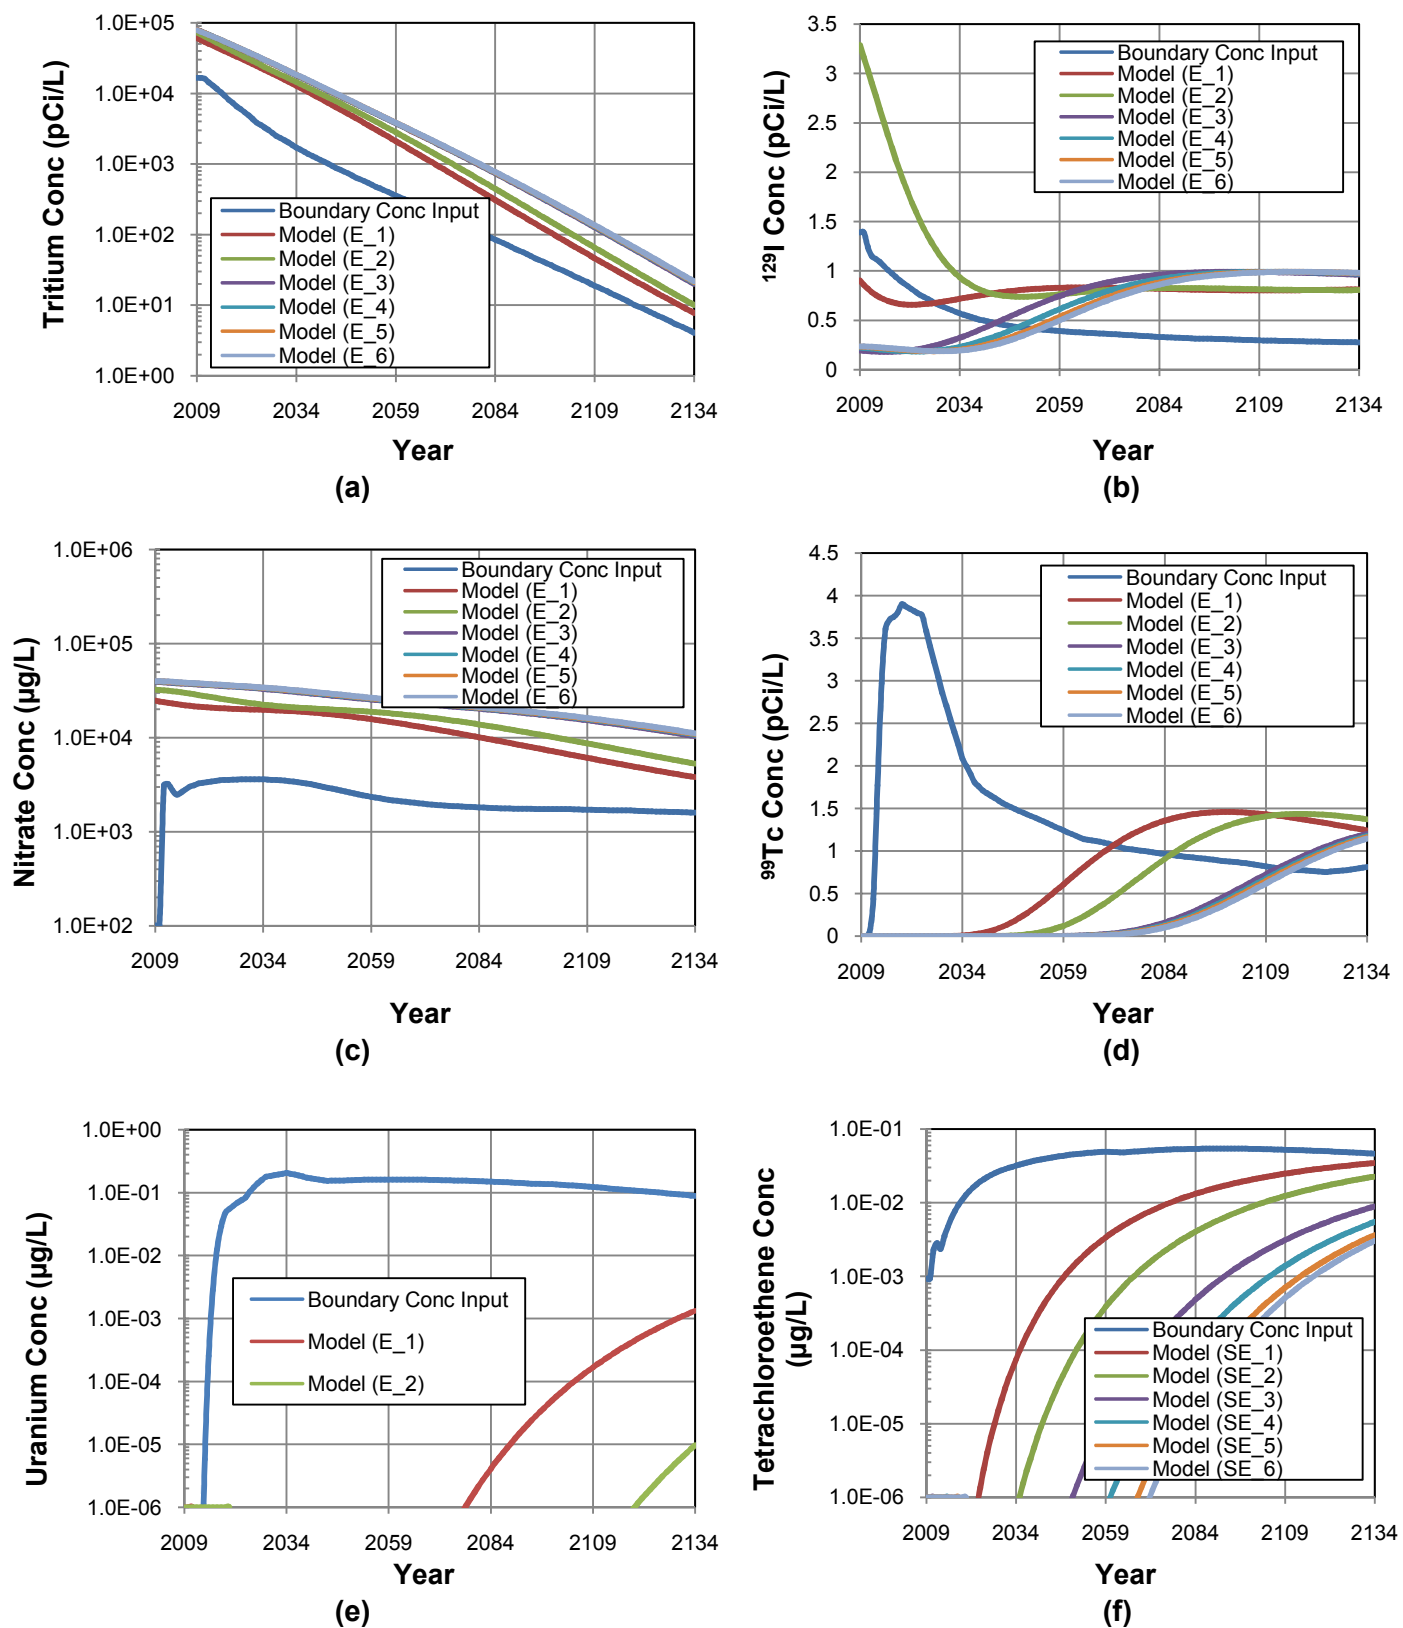 Tritium Conc (pCi/L)
1.0E+05
1.0E+04
1.0E+03
1.0E+02
1.0E+01
1.0E+00
Boundary Conc Input
Model (E_1)
Model (E_2)
Model (E_3)
Model (E_4)
Model (E_5)
Model (E_6)
2009 2034 2059 2084 2109 2134
Year
(a)
129I Conc (pCi/L)
3.5
3
2.5
2
1.5
1
0.5
0
Boundary Conc Input
Model (E_1)
Model (E_2)
Model (E_3)
Model (E_4)
Model (E_5)
Model (E_6)
2009 2034 2059 2084 2109 2134
Year
(b)
Nitrate Conc (µg/L)
1.0E+06
1.0E+05
1.0E+04
1.0E+03
1.0E+02
Boundary Conc Input
Model (E_1)
Model (E_2)
Model (E_3)
Model (E_4)
Model (E_5)
Model (E_6)
2009 2034 2059 2084 2109 2134
Year
(c)
99Tc Conc (pCi/L)
4.5
4
3.5
3
2.5
2
1.5
1
0.5
0
Boundary Conc Input
Model (E_1)
Model (E_2)
Model (E_3)
Model (E_4)
Model (E_5)
Model (E_6)
2009 2034 2059 2084 2109 2134
Year
(d)
Uranium Conc (µg/L)
1.0E+00
1.0E-01
1.0E-02
1.0E-03
1.0E-04
1.0E-05
1.0E-06
Boundary Conc Input
Model (E_1)
Model (E_2)
2009 2034 2059 2084 2109 2134
Year
(e)
Tetrachloroethene Conc
(µg/L)
1.0E-01
1.0E-02
1.0E-03
1.0E-04
1.0E-05
1.0E-06
Boundary Conc Input
Model (SE_1)
Model (SE_2)
Model (SE_3)
Model (SE_4)
Model (SE_5)
Model (SE_6)
2009 2034 2059 2084 2109 2134
Year
(f)